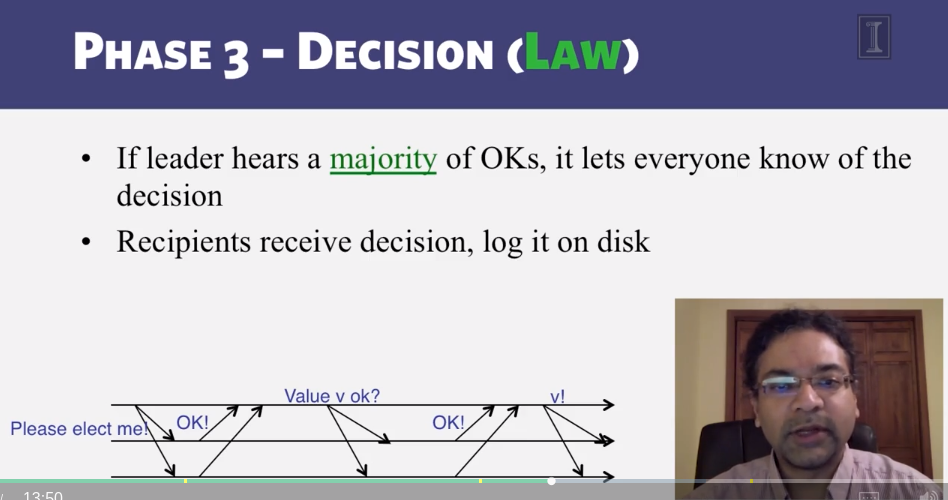 PHASE 3 – DECISION (LAW)
I
• If leader hears a majority of OKs, it lets everyone know of the
decision
• Recipients receive decision, log it on disk
Value v ok?
v!
Please elect me!
OK!
OK!
13:50